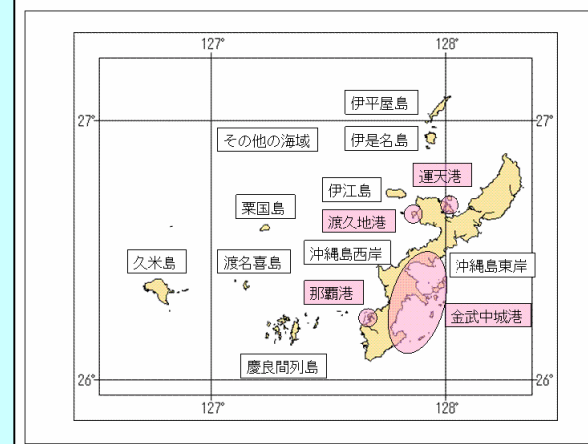 127°
128°
伊平屋島
27°
27°
その他の海域
伊是名島
運天港
伊江島
粟国島
渡久地港
久米島
渡名喜島
沖縄島西岸
沖縄島東岸
那覇港
金武中城港
慶良間列島
26°
26°
127°
128°